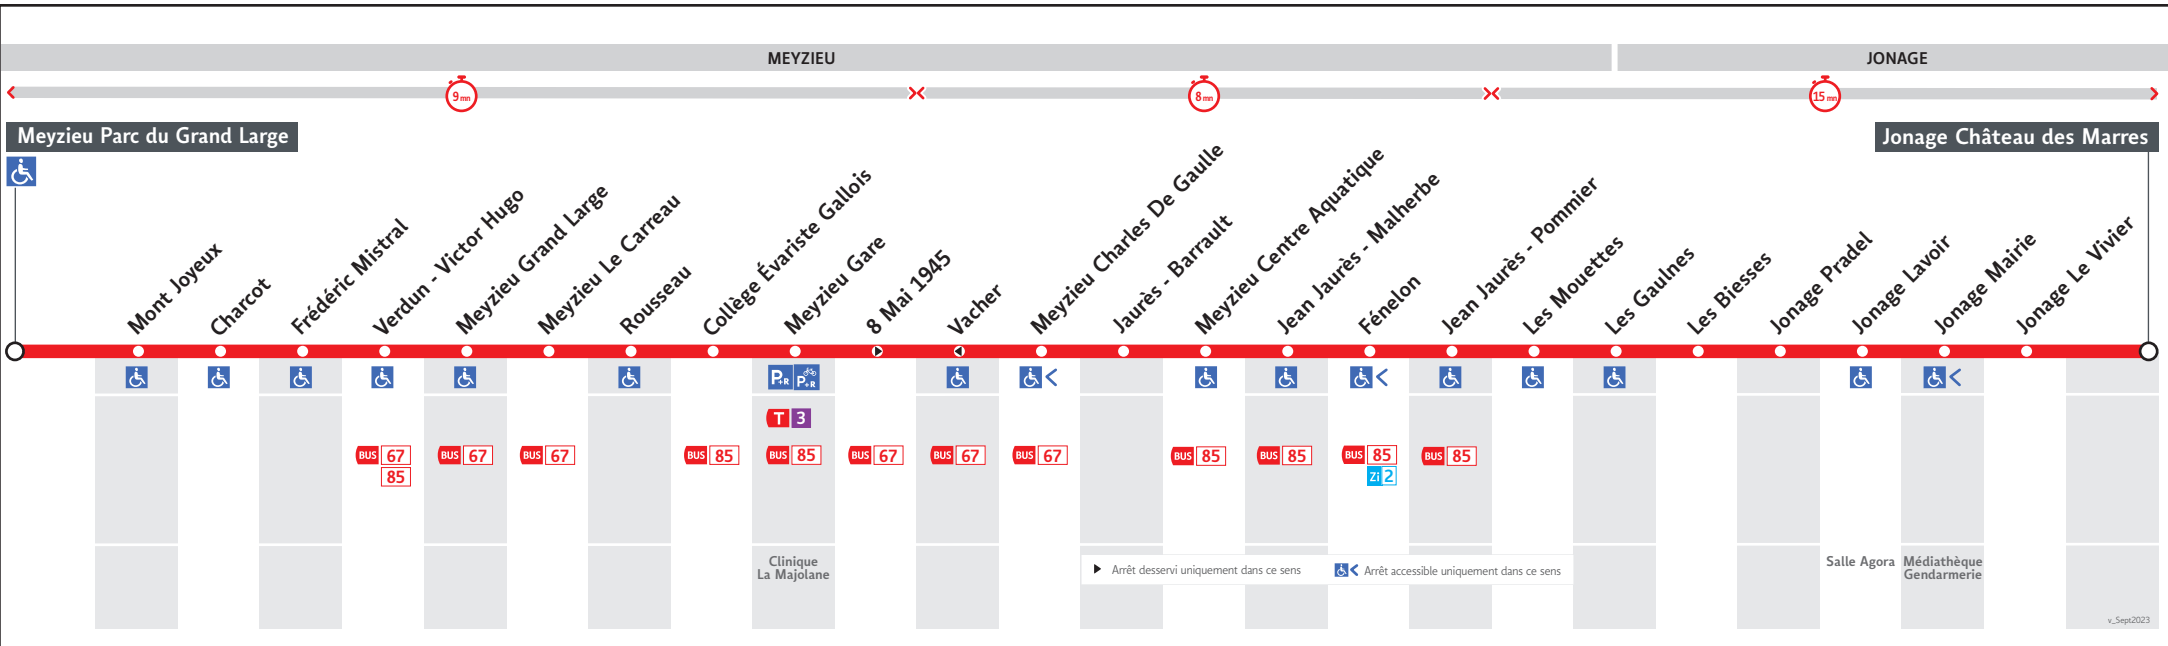 MEYZIEU
JONAGE
9 mn
8 mn
15 mn
Meyzieu Parc du Grand Large
Jonage Château des Marres
Mont Joyeux
Charcot
Frédéric Mistral
Verdun - Victor Hugo
Meyzieu Grand Large
Meyzieu Le Carreau
Rousseau
Collège Évariste Gallois
Meyzieu Gare
8 Mai 1945
Vacher
Meyzieu Charles De Gaulle
Jaurès - Barrault
Meyzieu Centre Aquatique
Jean Jaurès - Malherbe
Fénelon
Jean Jaurès - Pommier
Les Mouettes
Les Gaulnes
Les Biesses
Jonage Pradel
Jonage Lavoir
Jonage Mairie
Jonage Le Vivier
P+R P+R
T 3
BUS 67
85
BUS 67
BUS 67
BUS 85
BUS 85
BUS 67
BUS 67
BUS 67
BUS 85
BUS 85
BUS 85
Zi 2
BUS 85
Clinique
La Majolane
Arrêt desservi uniquement dans ce sens
Arrêt accessible uniquement dans ce sens
Salle Agora
Médiathèque
Gendarmerie
v_Sept2023